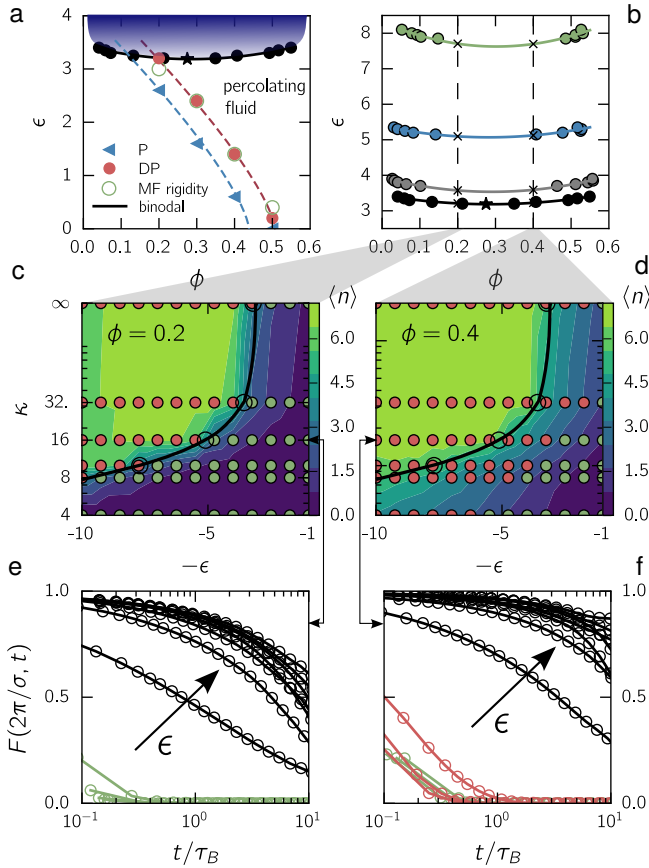 a
b
4
3
2
1
0
ϵ
percolating
fluid
P
DP
MF rigidity
binodal
0.0 0.1 0.2 0.3 0.4 0.5 0.6
ϕ
8
7
6
5
4
3
ϵ
0.0 0.1 0.2 0.3 0.4 0.5 0.6
ϕ
c
⟨n⟩
d
⟨n⟩
ϕ = 0.2
ϕ = 0.4
∞
32.
16
8
4
κ
6.0
4.5
3.0
1.5
0.0
6.0
4.5
3.0
1.5
0.0
-10 -5 -1
-10 -5 -1
−ϵ
−ϵ
e
f
1.0
0.5
0.0
F(2π/σ, t)
ϵ
ϵ
1.0
0.5
0.0
10⁻¹ 10⁰ 10¹
10⁻¹ 10⁰ 10¹
t/τ_B
t/τ_B